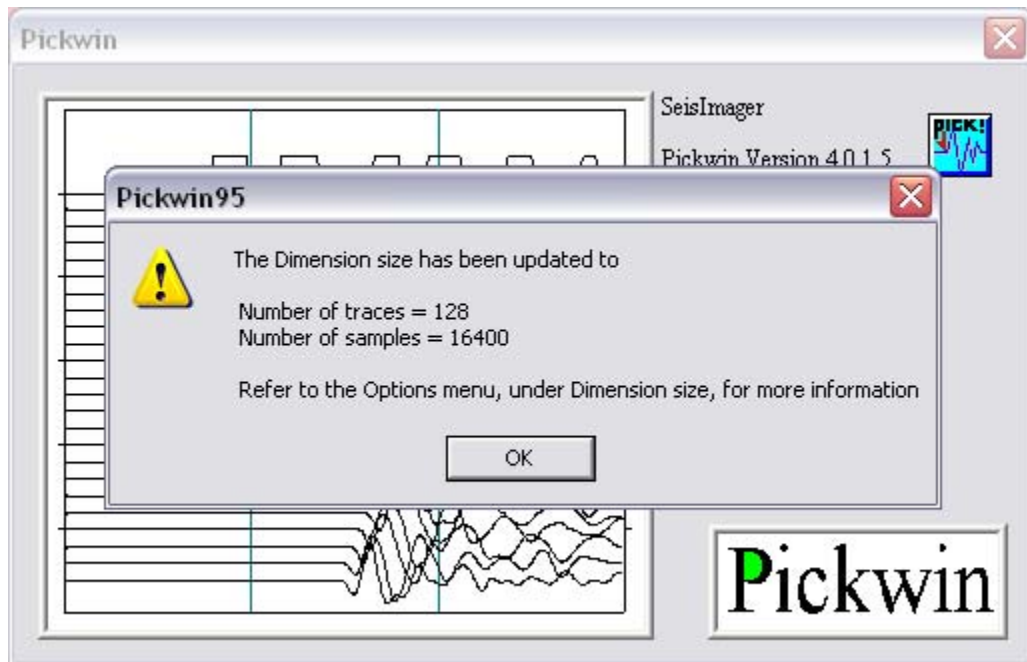 Pickwin
SeisImager
PICK!
Pickwin Version 4.0.1.5
Pickwin95
The Dimension size has been updated to
Number of traces = 128
Number of samples = 16400
Refer to the Options menu, under Dimension size, for more information
OK
Pickwin